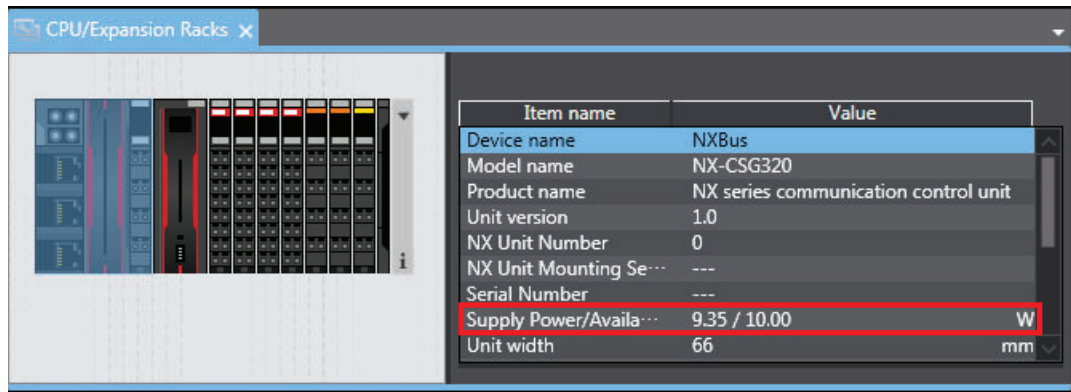 CPU/Expansion Racks
Item name Value
Device name NXBus
Model name NX-CSG320
Product name NX series communication control unit
Unit version 1.0
NX Unit Number 0
NX Unit Mounting Se··· ---
Serial Number ---
Supply Power/Availa··· 9.35 / 10.00 W
Unit width 66 mm